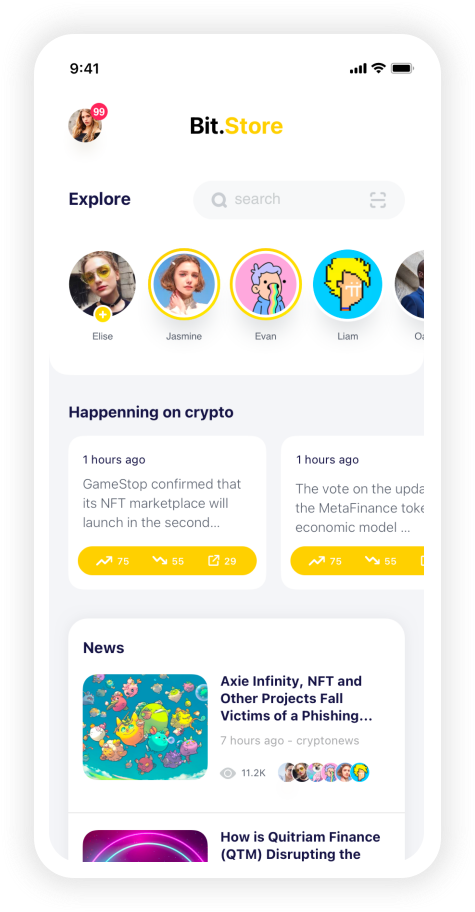 9:41
99
Bit.Store
Explore
search
Elise
Jasmine
Evan
Liam
Happenning on crypto
1 hours ago
GameStop confirmed that
its NFT marketplace will
launch in the second...
75 55 29
1 hours ago
The vote on the
the MetaFinance
economic model ...
75 55
News
Axie Infinity, NFT and
Other Projects Fall
Victims of a Phishing...
7 hours ago - cryptonews
11.2K
How is Quitriam Finance
(QTM) Disrupting the